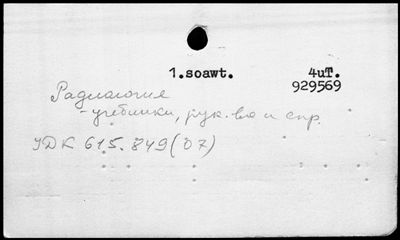 1.soawt. 4uT.
929569
Радиология
- учебники, рук.-ва и спр.
УДК 615.849(07)